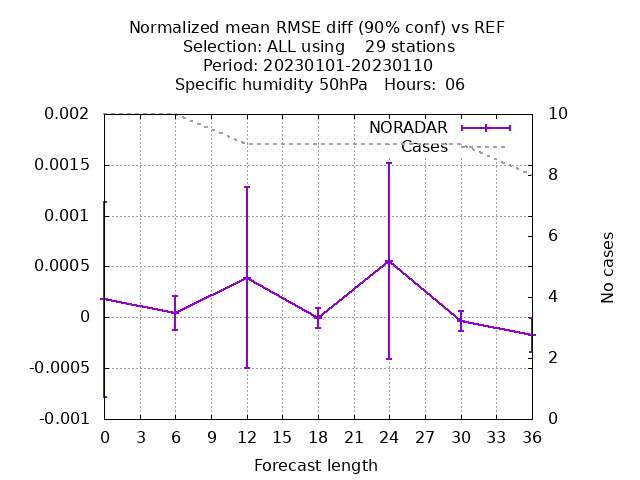 Normalized mean RMSE diff (90% conf) vs REF
Selection: ALL using    29 stations
Period: 20230101-20230110
Specific humidity 50hPa   Hours:  06
0.002
0.0015
0.001
0.0005
0
-0.0005
-0.001
NORADAR
Cases
10
8
6
4
2
0
No cases
0 3 6 9 12 15 18 21 24 27 30 33 36
Forecast length